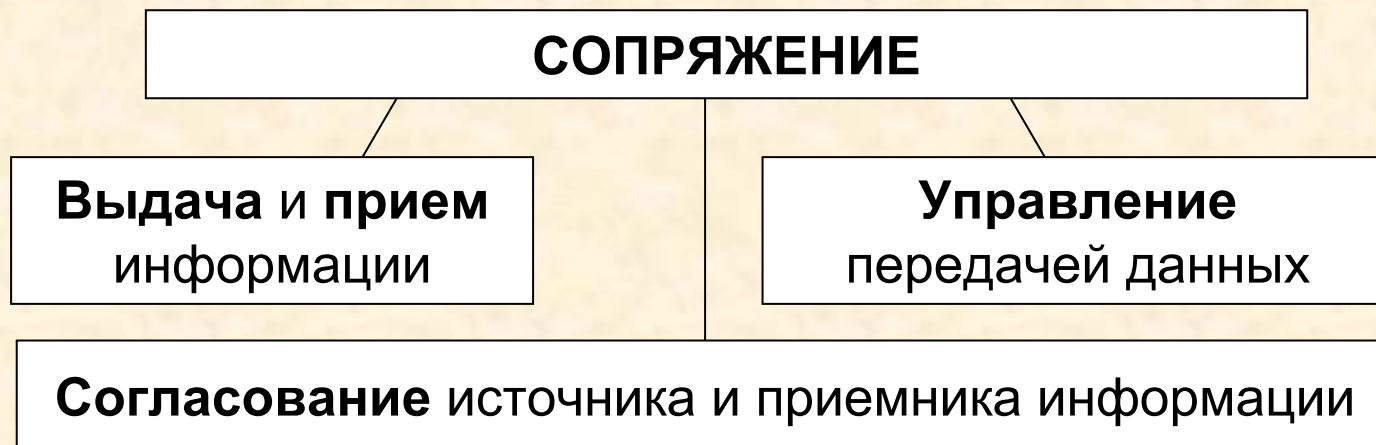 СОПРЯЖЕНИЕ
Выдача и прием
информации
Управление
передачей данных
Согласование источника и приемника информации